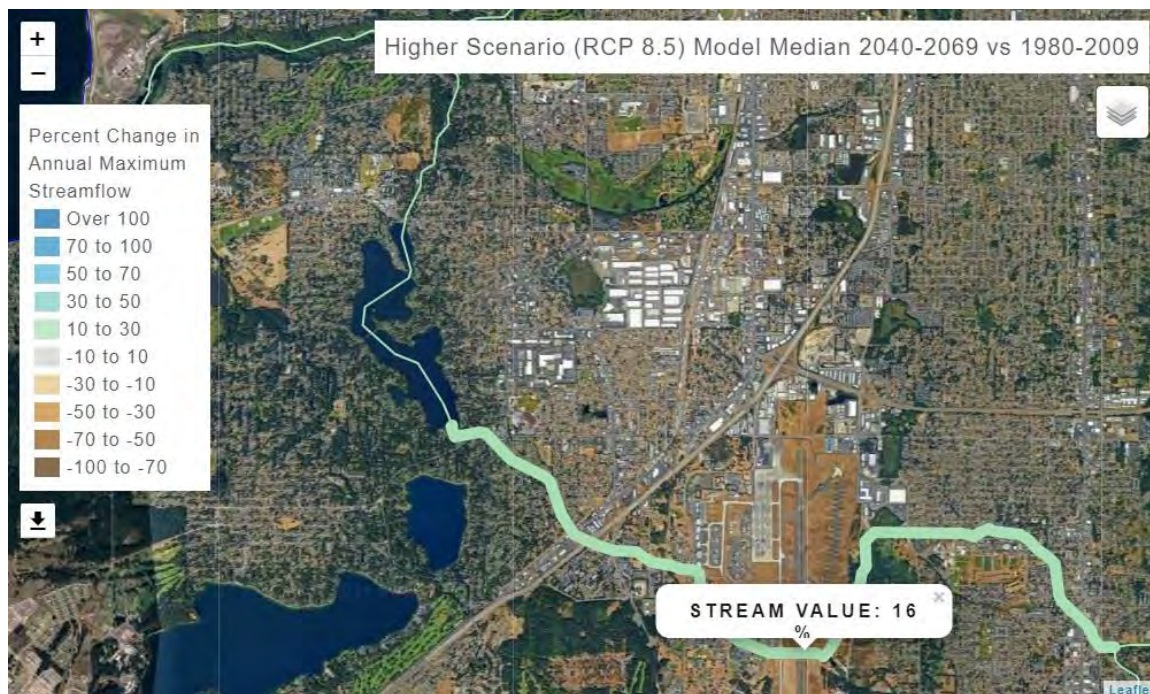 +
−
Higher Scenario (RCP 8.5) Model Median 2040-2069 vs 1980-2009
Percent Change in
Annual Maximum
Streamflow
Over 100
70 to 100
50 to 70
30 to 50
10 to 30
-10 to 10
-30 to -10
-50 to -30
-70 to -50
-100 to -70
×
STREAM VALUE: 16
%
Leafle